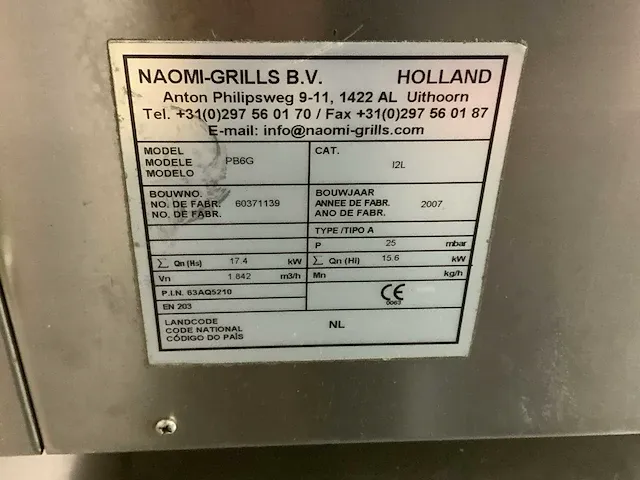 NAOMI-GRILLS B.V. HOLLAND
Anton Philipsweg 9-11, 1422 AL Uithoorn
Tel. +31(0)297 56 01 70 / Fax +31(0)297 56 01 87
E-mail: info@naomi-grills.com
MODEL
MODELE PB6G
MODELO
CAT.
I2L
BOUWNO.
NO. DE FABR. 60371139
NO. DE FABR.
BOUWJAAR
ANNEE DE FABR. 2007
ANO DE FABR.
TYPE /TIPO A
P 25 mbar
∑ Qn (Hs) 17.4 kW
∑ Qn (Hi) 15.6 kW
Vn 1.842 m3/h
Mn kg/h
P.I.N. 63AQ5210
EN 203
CE
0063
LANDCODE
CODE NATIONAL NL
CÓDIGO DO PAÍS